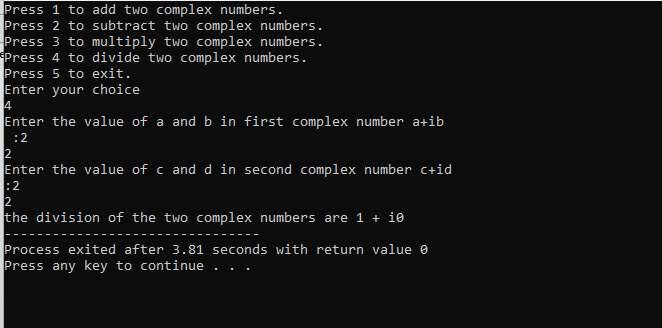 Press 1 to add two complex numbers.
Press 2 to subtract two complex numbers.
Press 3 to multiply two complex numbers.
Press 4 to divide two complex numbers.
Press 5 to exit.
Enter your choice
4
Enter the value of a and b in first complex number a+ib
 :2
2
Enter the value of c and d in second complex number c+id
:2
2
the division of the two complex numbers are 1 + i0
--------------------------------
Process exited after 3.81 seconds with return value 0
Press any key to continue . . .